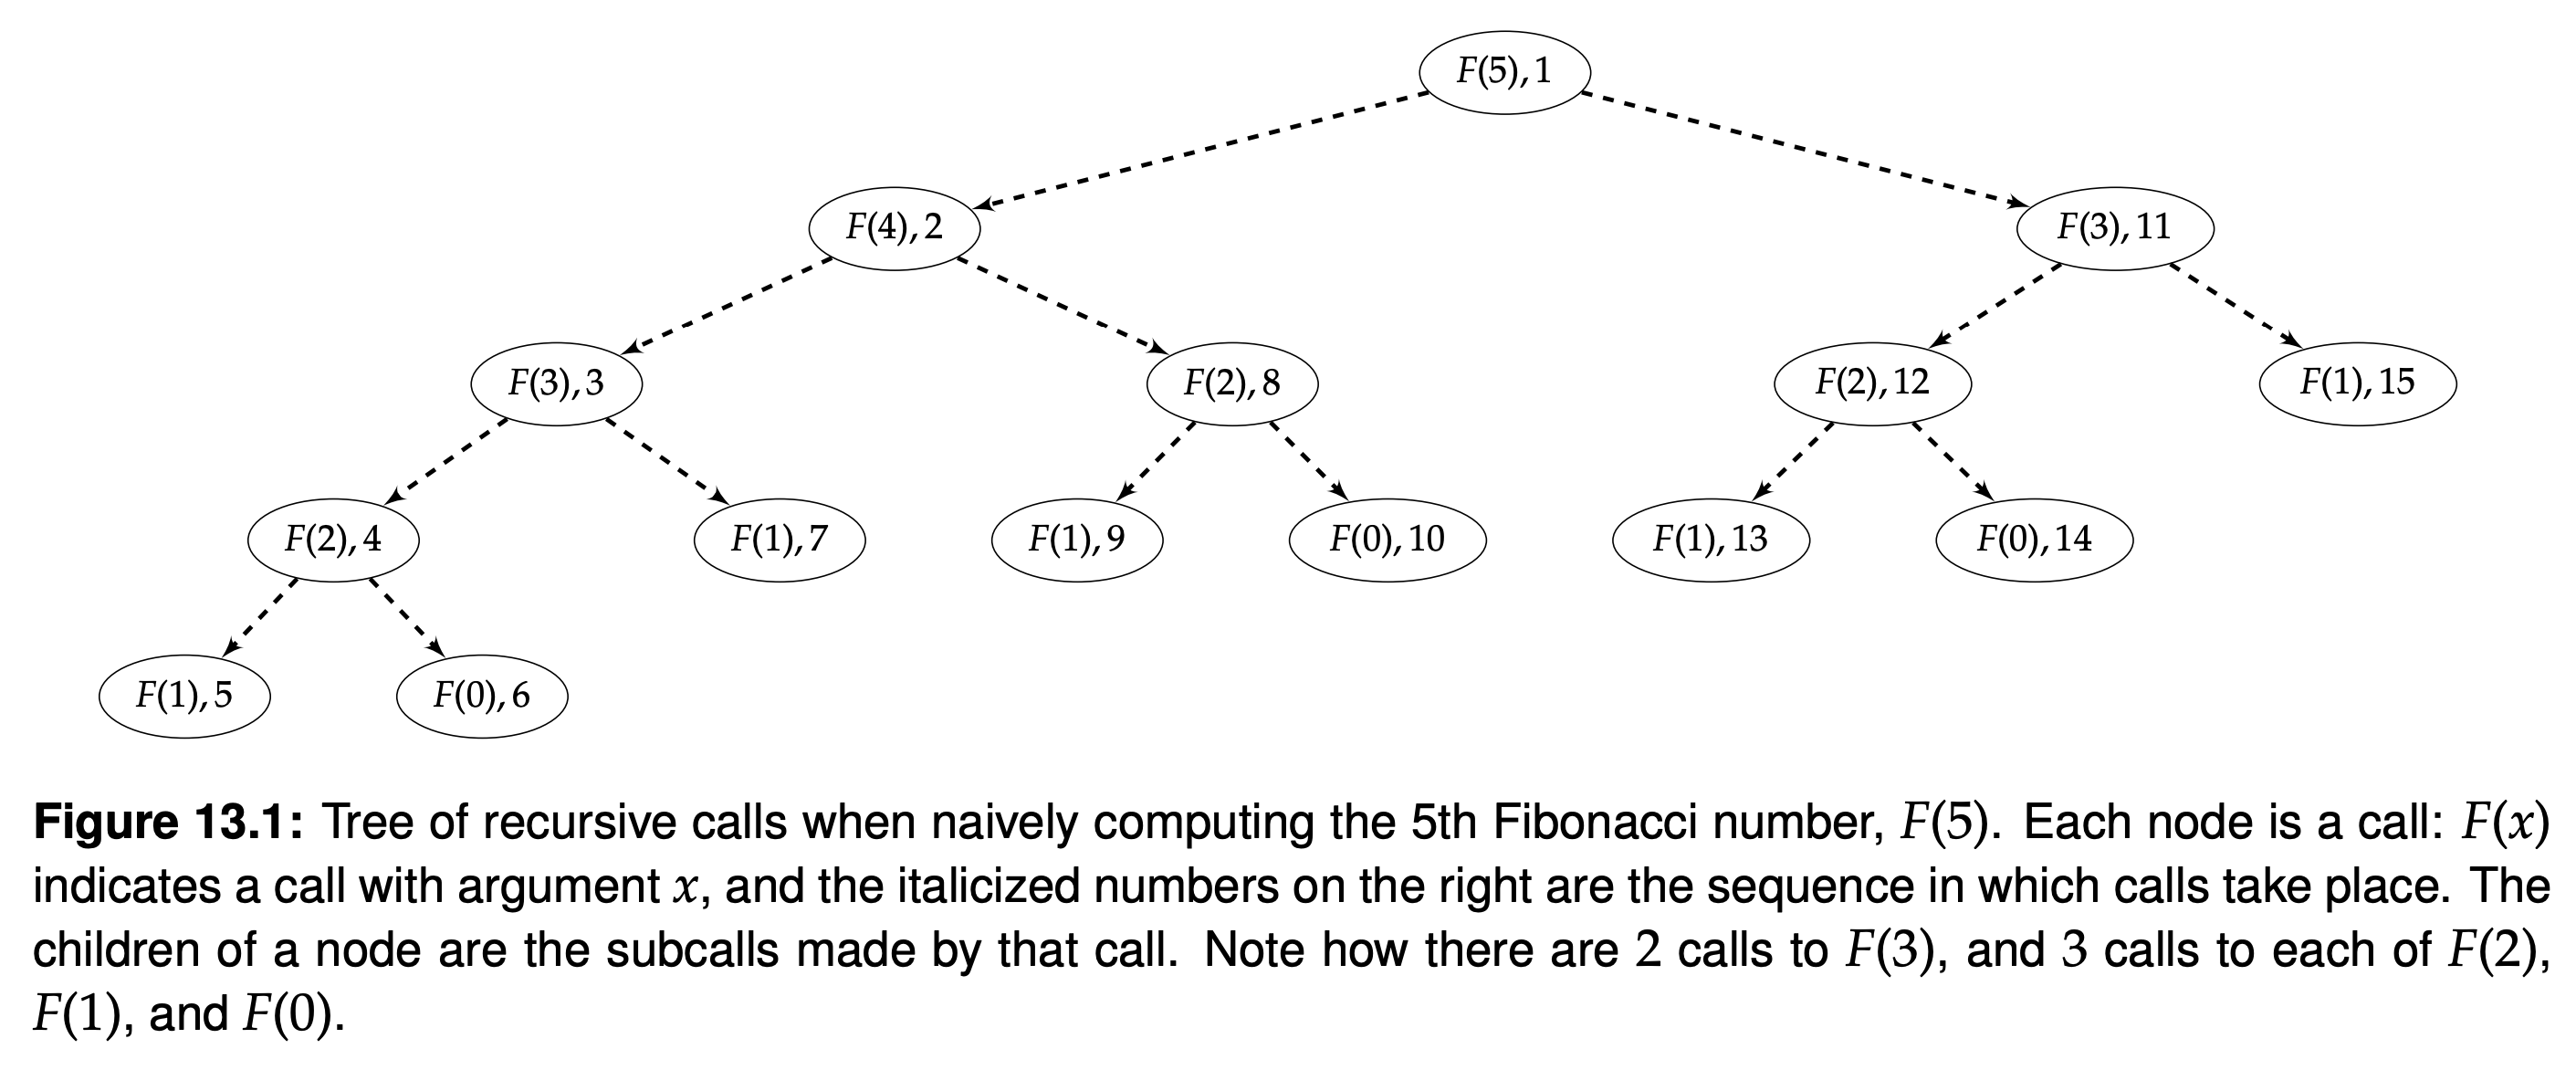 F(5), 1
F(4), 2
F(3), 11
F(3), 3
F(2), 8
F(2), 12
F(1), 15
F(2), 4
F(1), 7
F(1), 9
F(0), 10
F(1), 13
F(0), 14
F(1), 5
F(0), 6
Figure 13.1: Tree of recursive calls when naively computing the 5th Fibonacci number, F(5). Each node is a call: F(x)
indicates a call with argument x, and the italicized numbers on the right are the sequence in which calls take place. The
children of a node are the subcalls made by that call. Note how there are 2 calls to F(3), and 3 calls to each of F(2),
F(1), and F(0).